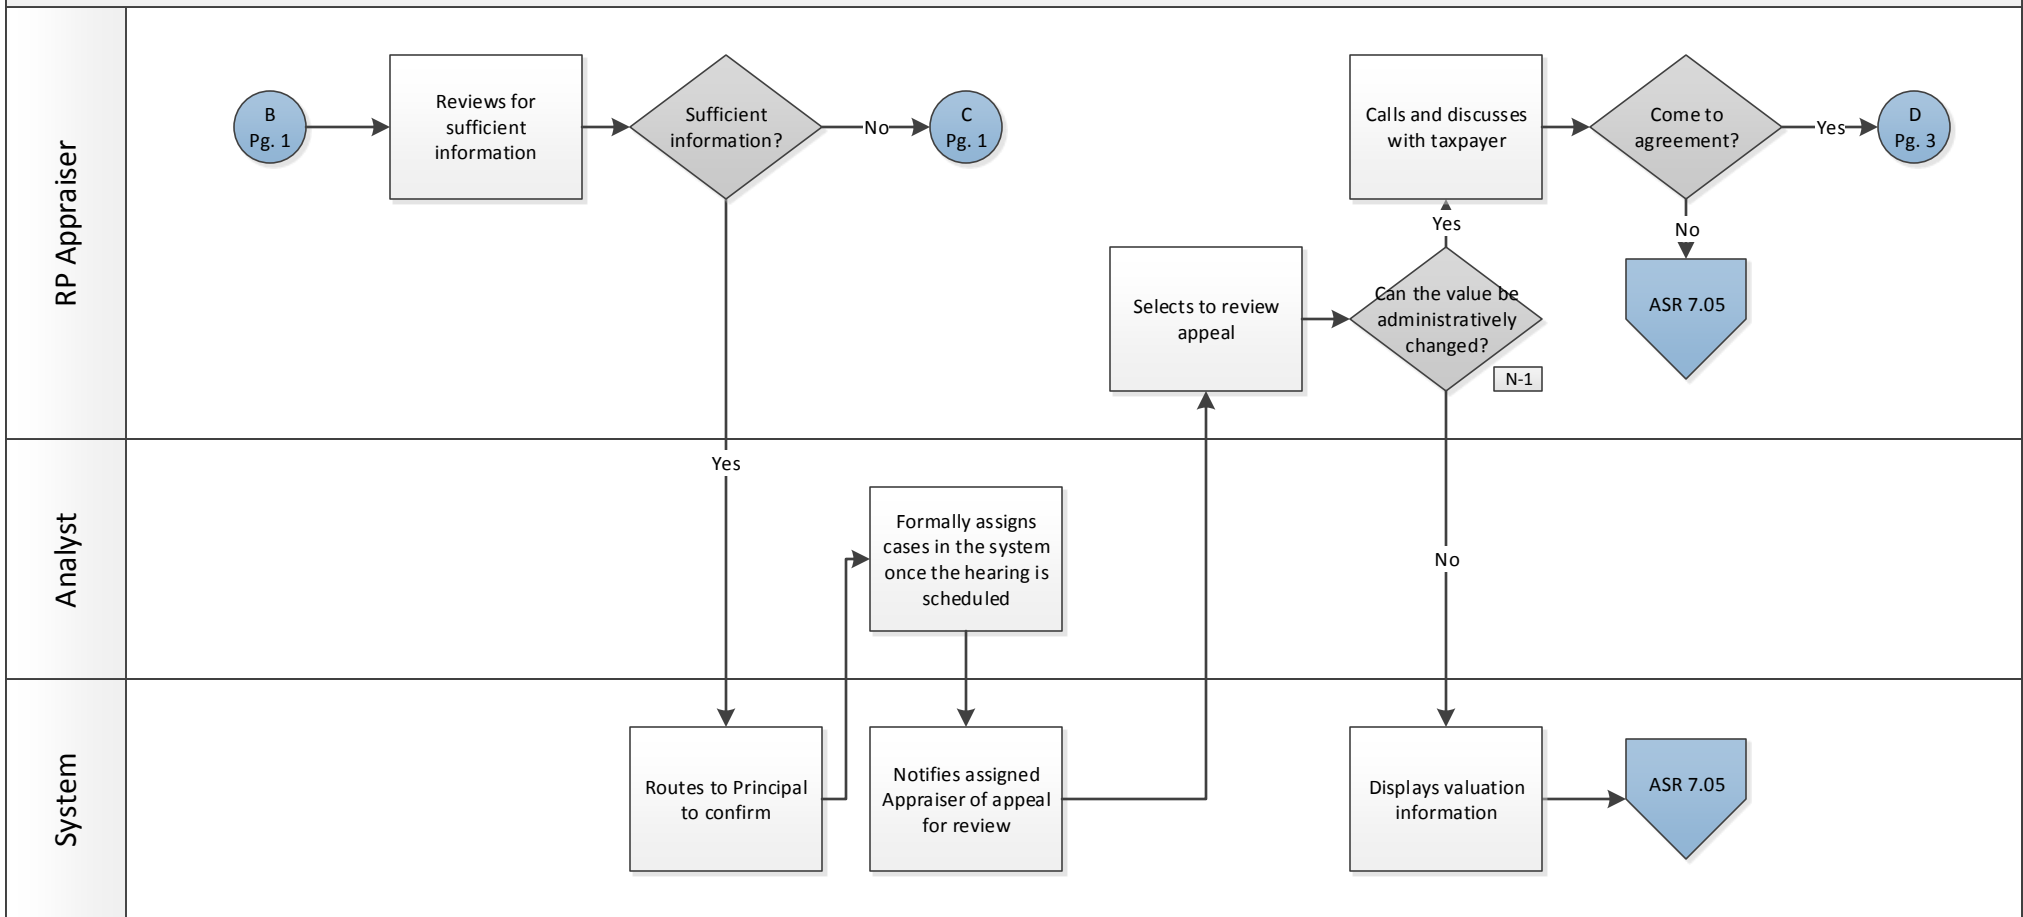 RP Appraiser
B
Pg. 1
Reviews for
sufficient
information
Sufficient
information?
No
C
Pg. 1
Yes
Selects to review
appeal
Can the value be
administratively
changed?
N-1
Yes
Calls and discusses
with taxpayer
Come to
agreement?
Yes
D
Pg. 3
No
ASR 7.05
Analyst
Formally assigns
cases in the system
once the hearing is
scheduled
No
System
Routes to Principal
to confirm
Notifies assigned
Appraiser of appeal
for review
Displays valuation
information
ASR 7.05